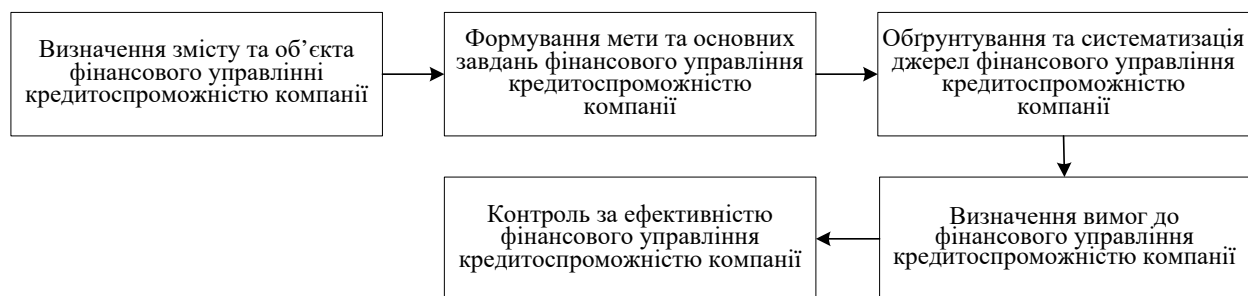 Визначення змісту та об’єкта
фінансового управлінні
кредитоспроможністю компанії
Формування мети та основних
завдань фінансового управління
кредитоспроможністю
компанії
Обґрунтування та систематизація
джерел фінансового управління
кредитоспроможністю
компанії
Визначення вимог до
фінансового управління
кредитоспроможністю компанії
Контроль за ефективністю
фінансового управління
кредитоспроможністю компанії